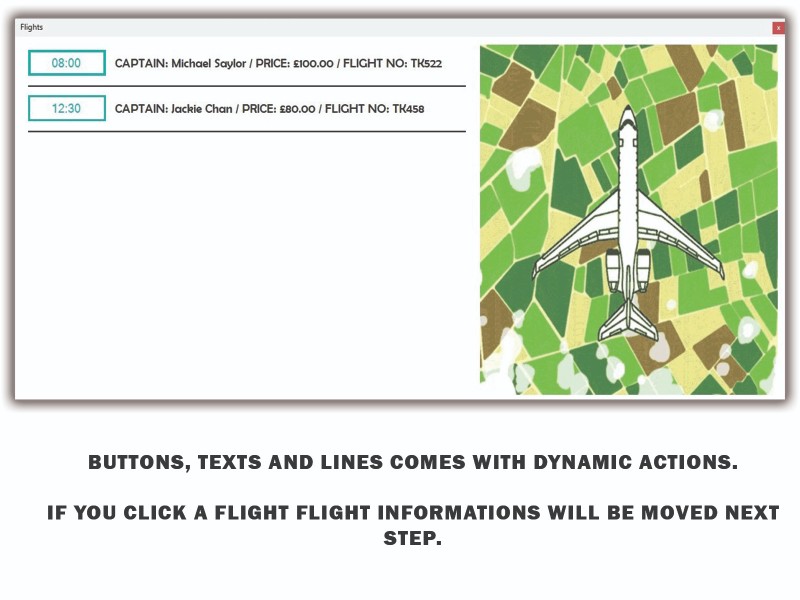 Flights
x
08:00 CAPTAIN: Michael Saylor / PRICE: £100.00 / FLIGHT NO: TK522
12:30 CAPTAIN: Jackie Chan / PRICE: £80.00 / FLIGHT NO: TK458
BUTTONS, TEXTS AND LINES COMES WITH DYNAMIC ACTIONS.
IF YOU CLICK A FLIGHT FLIGHT INFORMATIONS WILL BE MOVED NEXT
STEP.